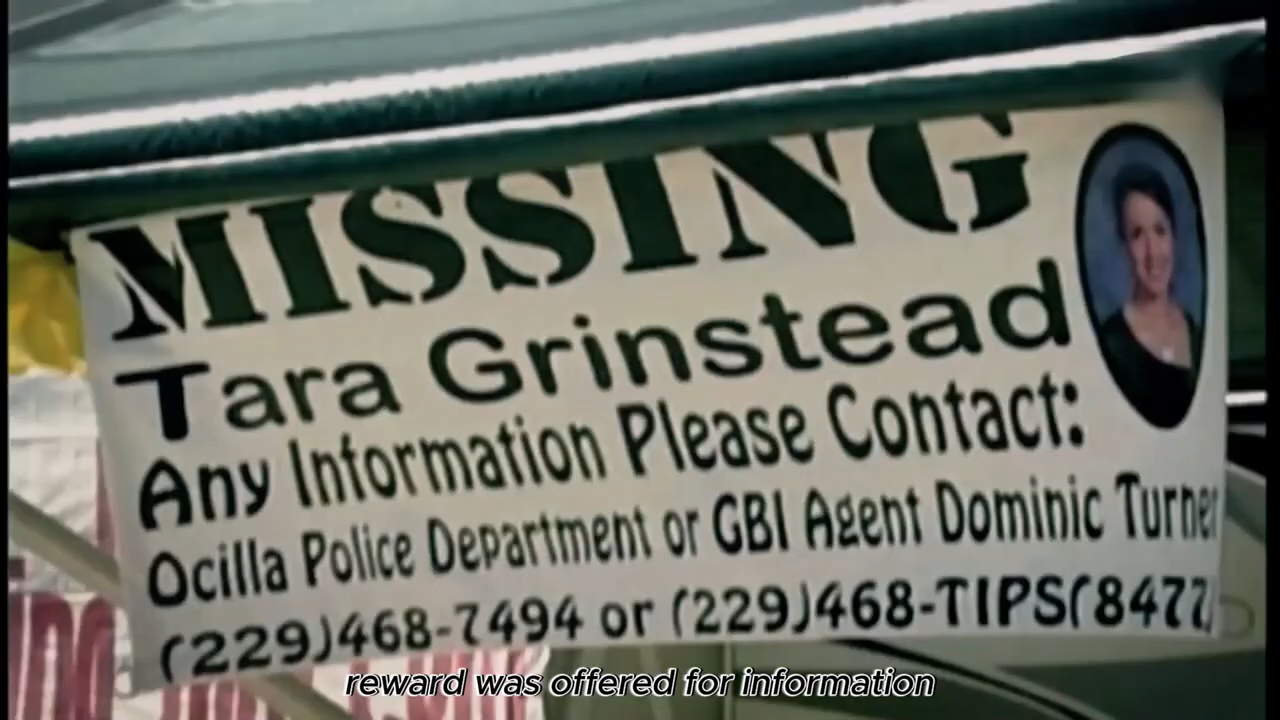 MISSING
Tara Grinstead
Any Information Please Contact:
Ocilla Police Department or GBI Agent Dominic Turner
(229)468-7494 or (229)468-TIPS(8477)
reward was offered for information